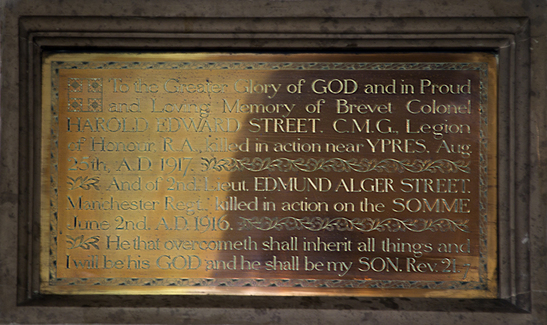 To the Greater Glory of GOD and in Proud
and Loving Memory of Brevet Colonel
HAROLD EDWARD STREET, C.M.G., Legion
of Honour, R.A., killed in action near YPRES, Aug
25th, A.D. 1917.
And of 2nd. Lieut. EDMUND ALGER STREET,
Manchester Regt., killed in action on the SOMME
June 2nd. A.D. 1916.
He that overcometh shall inherit all things and
I will be his GOD and he shall be my SON. Rev. 21.7